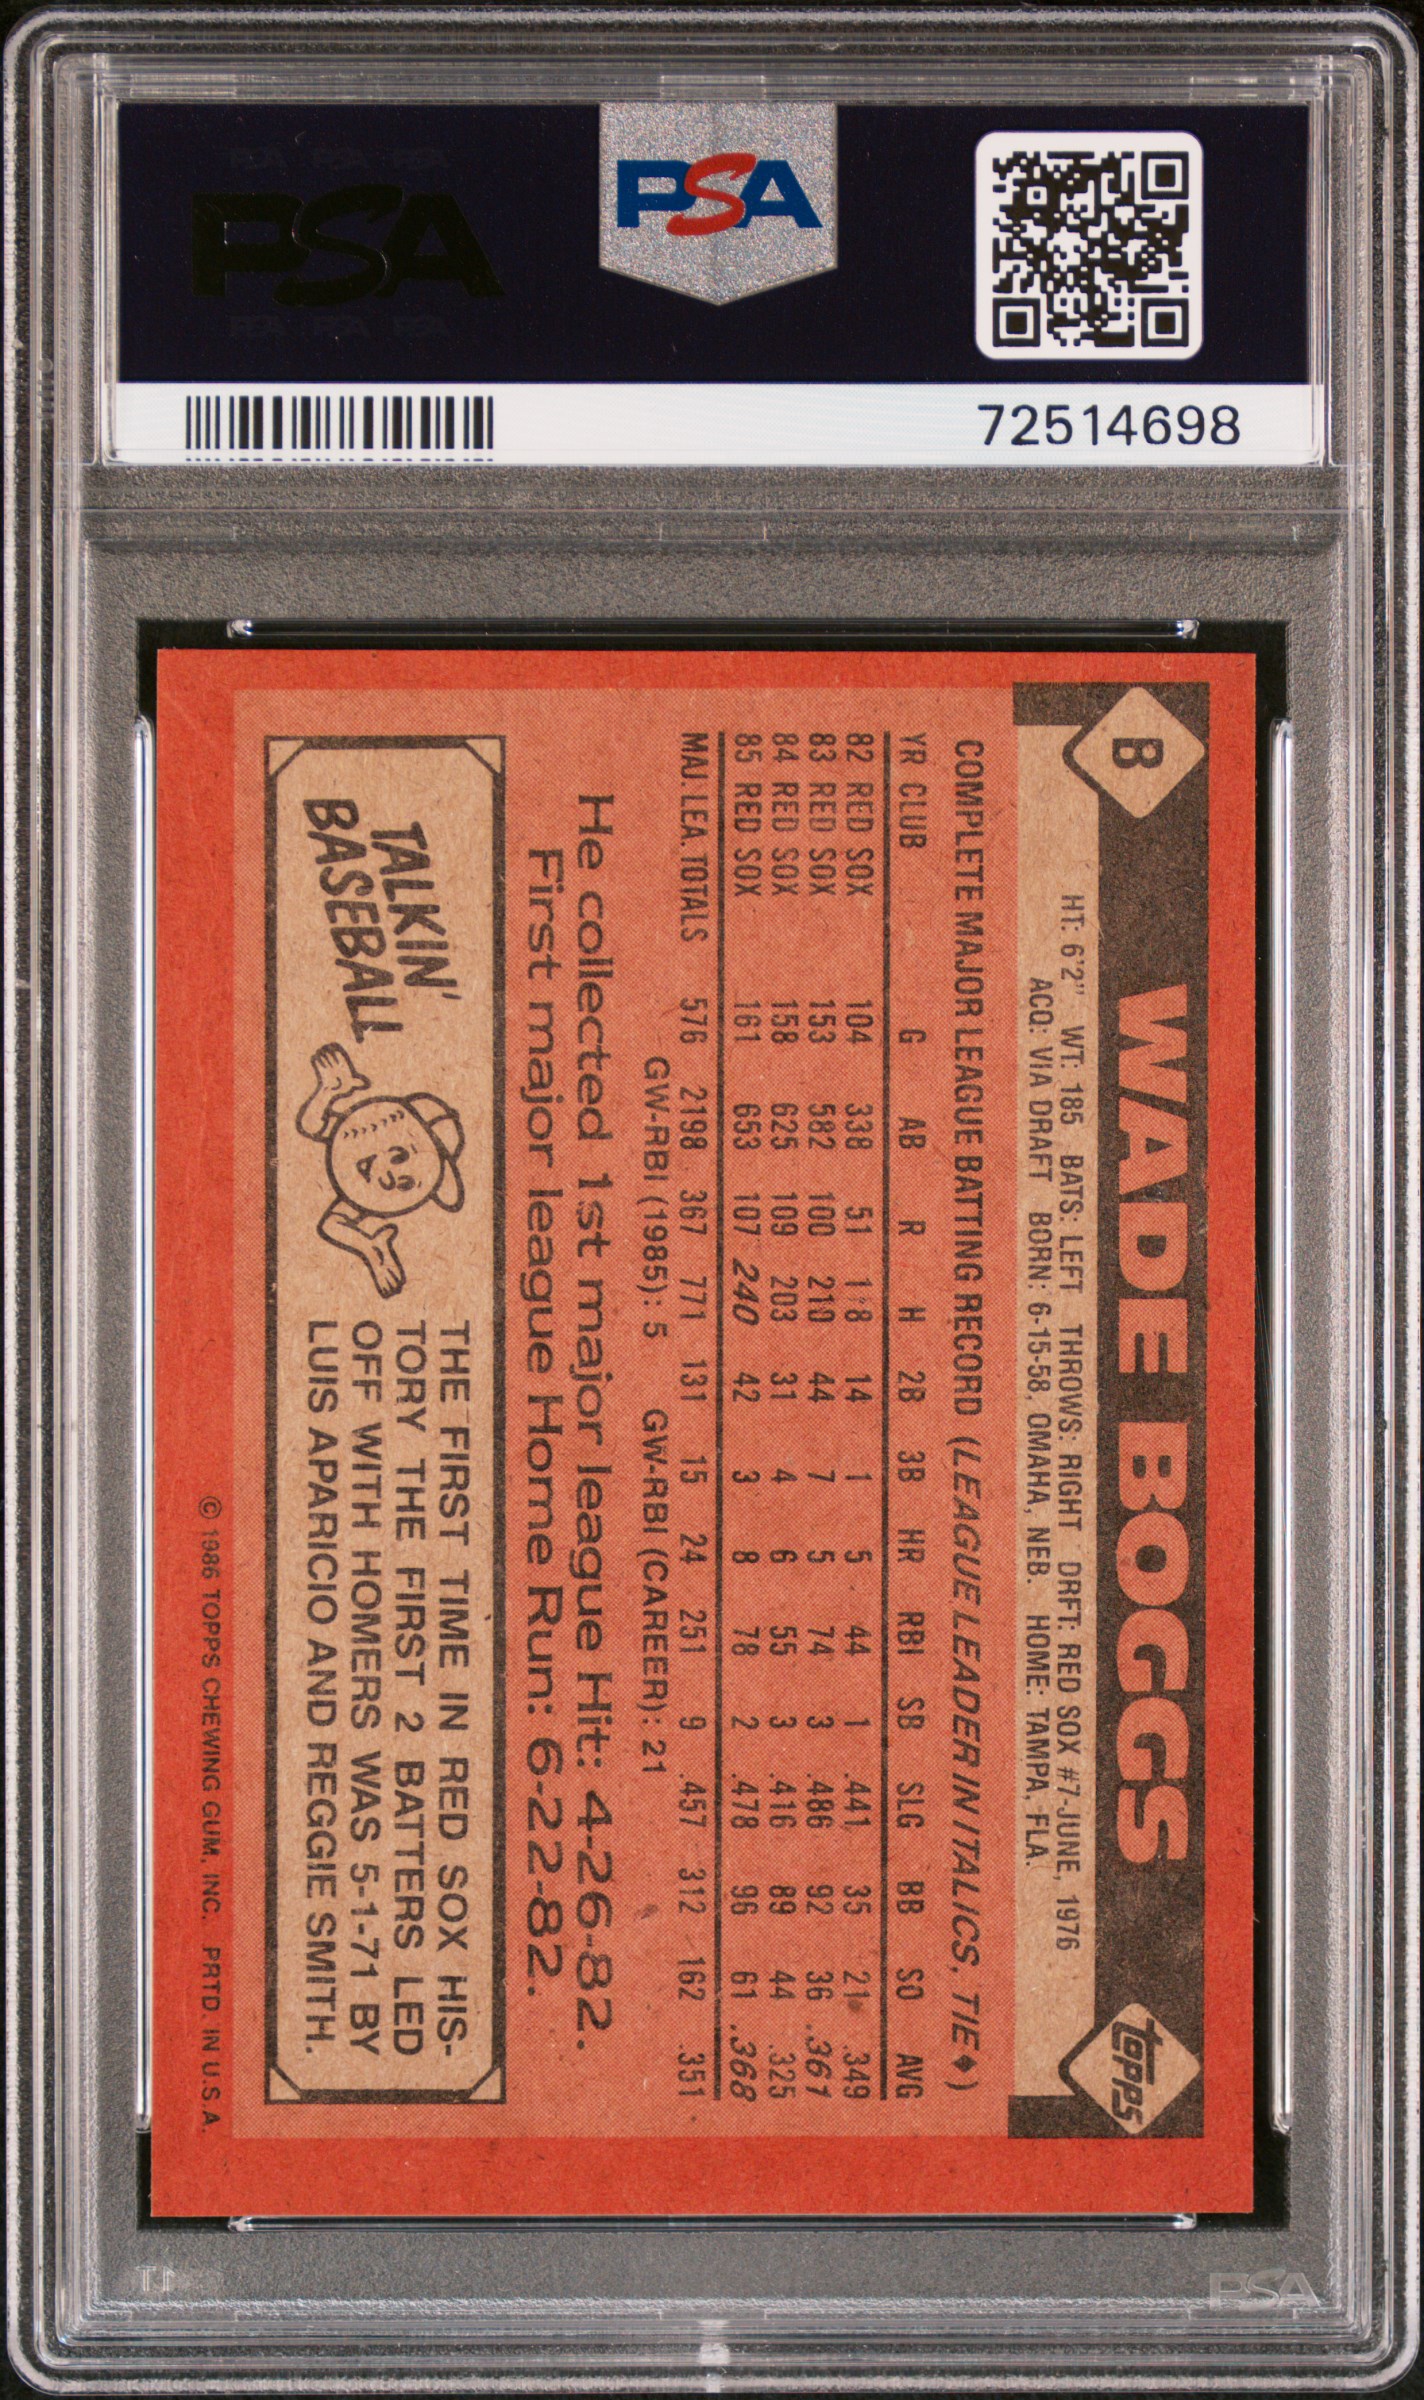 PSA
PSA
72514698
B
WADE BOGGS
topps
HT: 6'2" WT: 185 BATS: LEFT THROWS: RIGHT DRFT: RED SOX #7-JUNE, 1976
ACQ: VIA DRAFT BORN: 6-15-58, OMAHA, NEB. HOME: TAMPA, FLA.
COMPLETE MAJOR LEAGUE BATTING RECORD (LEAGUE LEADER IN ITALICS, TIE♦)
YR CLUB G AB R H 2B 3B HR RBI SB SLG BB SO AVG
82 RED SOX 104 338 51 118 14 1 5 44 1 .441 35 21 .349
83 RED SOX 153 582 100 210 44 7 5 74 3 .486 92 36 .361
84 RED SOX 158 625 109 203 31 4 6 55 3 .416 89 44 .325
85 RED SOX 161 653 107 240 42 3 8 78 2 .478 96 61 .368
MAJ. LEA. TOTALS 576 2198 367 771 131 15 24 251 9 .457 312 162 .351
GW-RBI (1985): 5 GW-RBI (CAREER): 21
He collected 1st major league Hit: 4-26-82.
First major league Home Run: 6-22-82.
TALKIN'
BASEBALL
THE FIRST TIME IN RED SOX HIS-
TORY THE FIRST 2 BATTERS LED
OFF WITH HOMERS WAS 5-1-71 BY
LUIS APARICIO AND REGGIE SMITH.
© 1986 TOPPS CHEWING GUM, INC. PRTD. IN U.S.A.
PSA